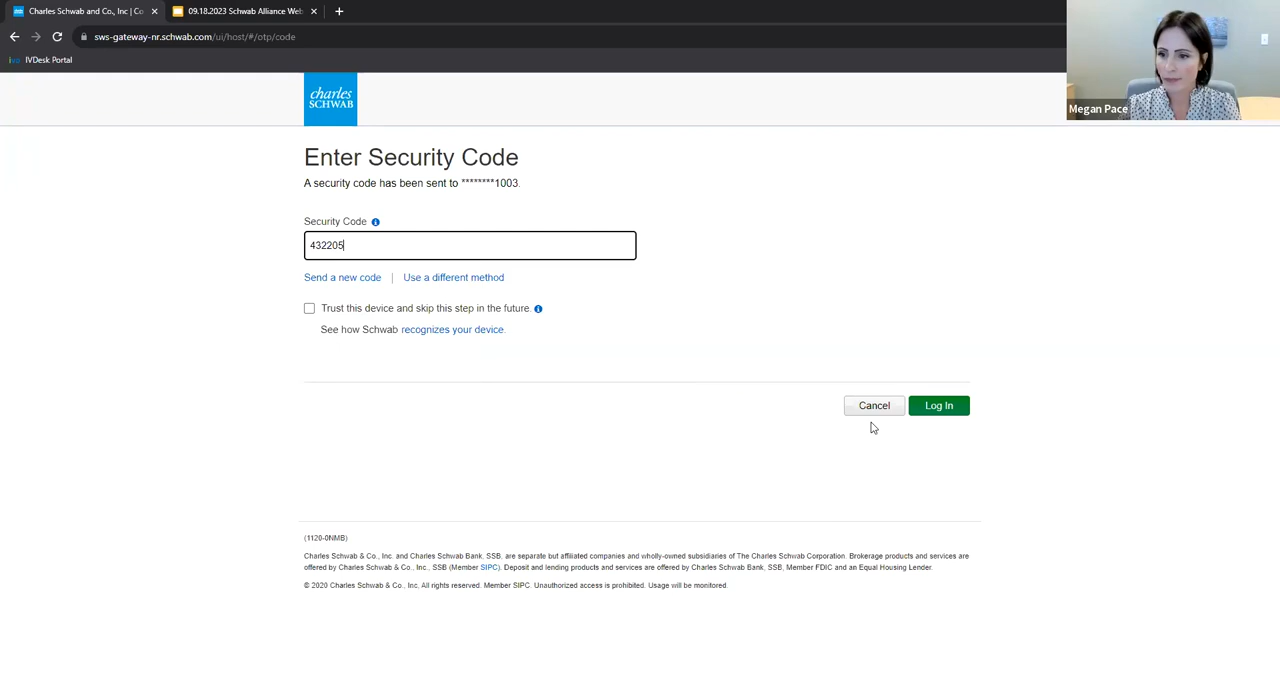 Charles Schwab and Co., Inc | Co
09.18.2023 Schwab Alliance Web
sws-gateway-nr.schwab.com/ui/host/#/otp/code
IVDesk Portal
Megan Pace
charles
SCHWAB
Enter Security Code
A security code has been sent to ********1003.
Security Code
432205
Send a new code | Use a different method
Trust this device and skip this step in the future.
See how Schwab recognizes your device.
Cancel
Log In
(1120-0NMB)
Charles Schwab & Co., Inc. and Charles Schwab Bank, SSB, are separate but affiliated companies and wholly-owned subsidiaries of The Charles Schwab Corporation. Brokerage products and services are
offered by Charles Schwab & Co., Inc., SSB (Member SIPC). Deposit and lending products and services are offered by Charles Schwab Bank, SSB, Member FDIC and an Equal Housing Lender.
© 2020 Charles Schwab & Co., Inc, All rights reserved. Member SIPC. Unauthorized access is prohibited. Usage will be monitored.